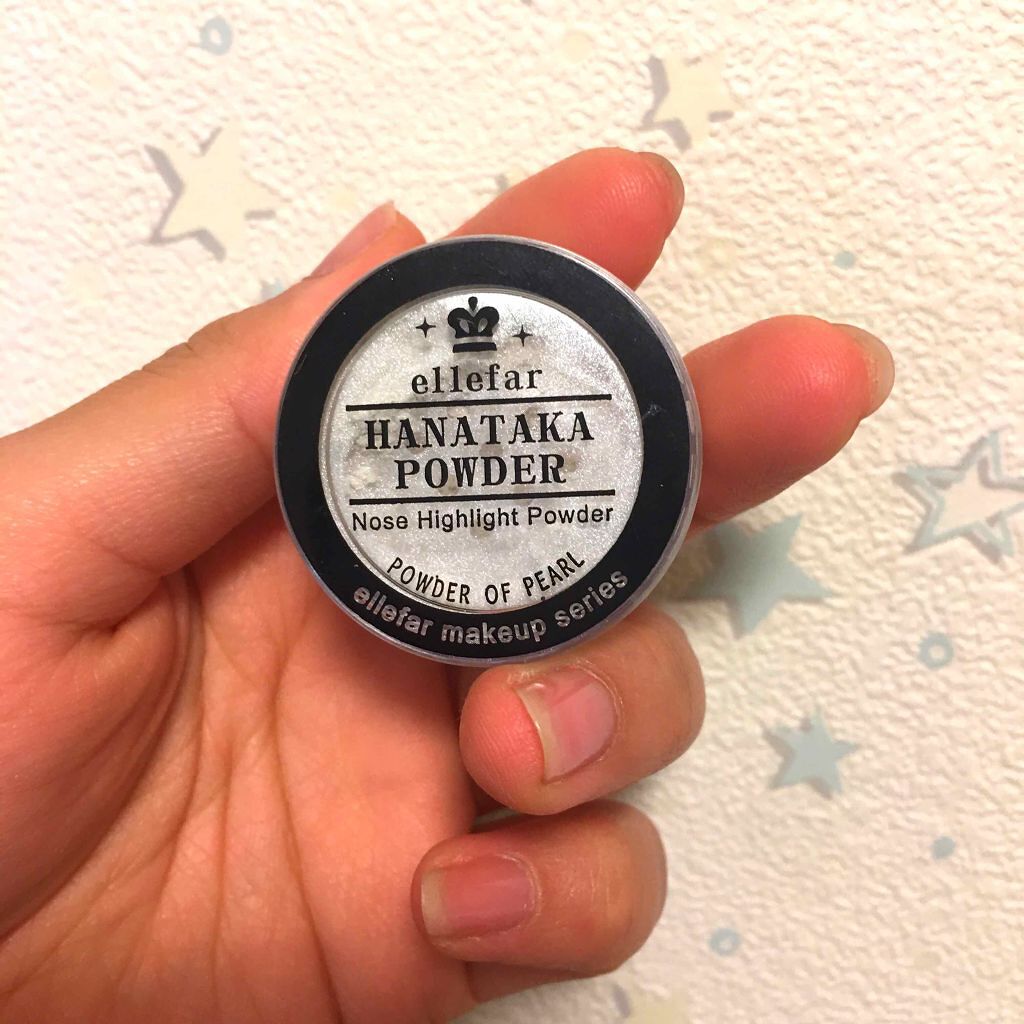 ellefar
HANATAKA
POWDER
Nose Highlight Powder
POWDER OF PEARL
ellefar makeup series